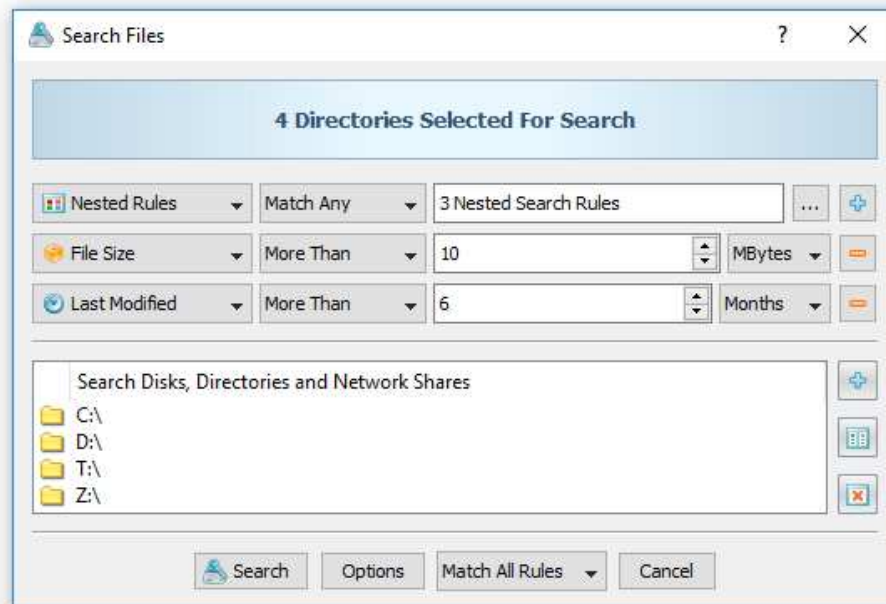 Search Files ?
4 Directories Selected For Search
Nested Rules Match Any 3 Nested Search Rules ...
File Size More Than 10 MBytes
Last Modified More Than 6 Months
Search Disks, Directories and Network Shares
C:\
D:\
T:\
Z:\
Search Options Match All Rules Cancel